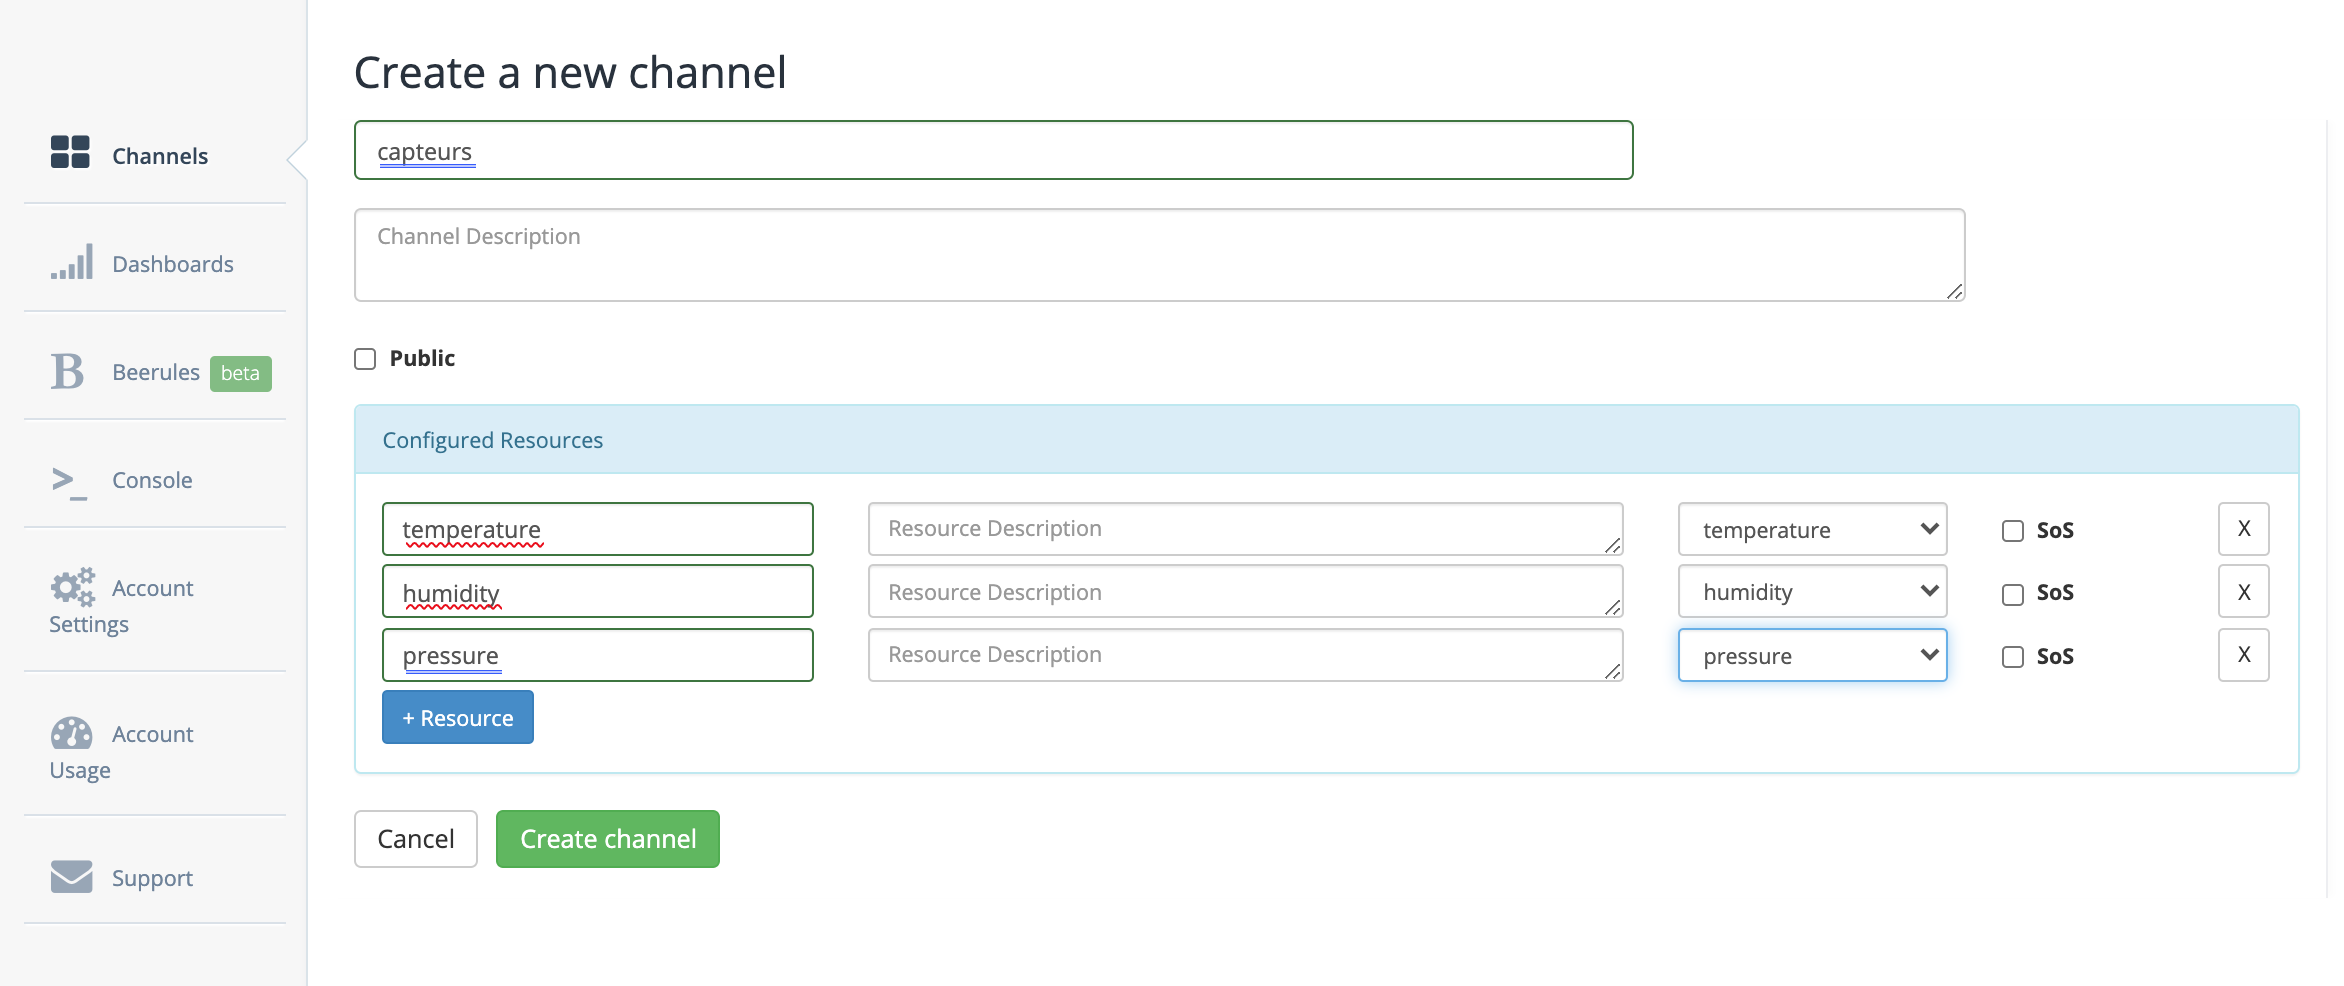 Create a new channel
capteurs
Channel Description
Public
Configured Resources
temperature Resource Description temperature SoS X
humidity Resource Description humidity SoS X
pressure Resource Description pressure SoS X
+ Resource
Cancel Create channel
Channels
Dashboards
B Beerules beta
>_ Console
Account
Settings
Account
Usage
Support